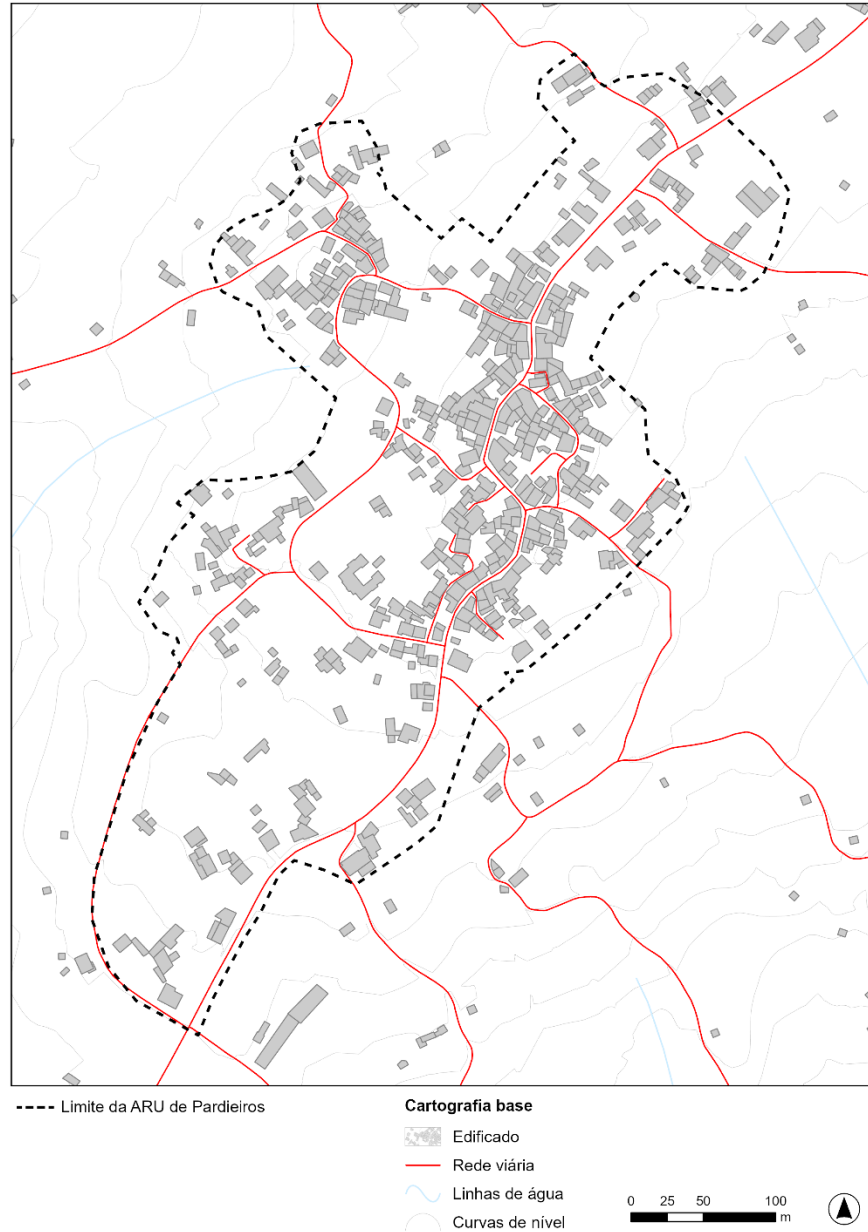 Limite da ARU de Pardieiros
Cartografia base
Edificado
Rede viária
Linhas de água
Curvas de nível
0 25 50 100
m